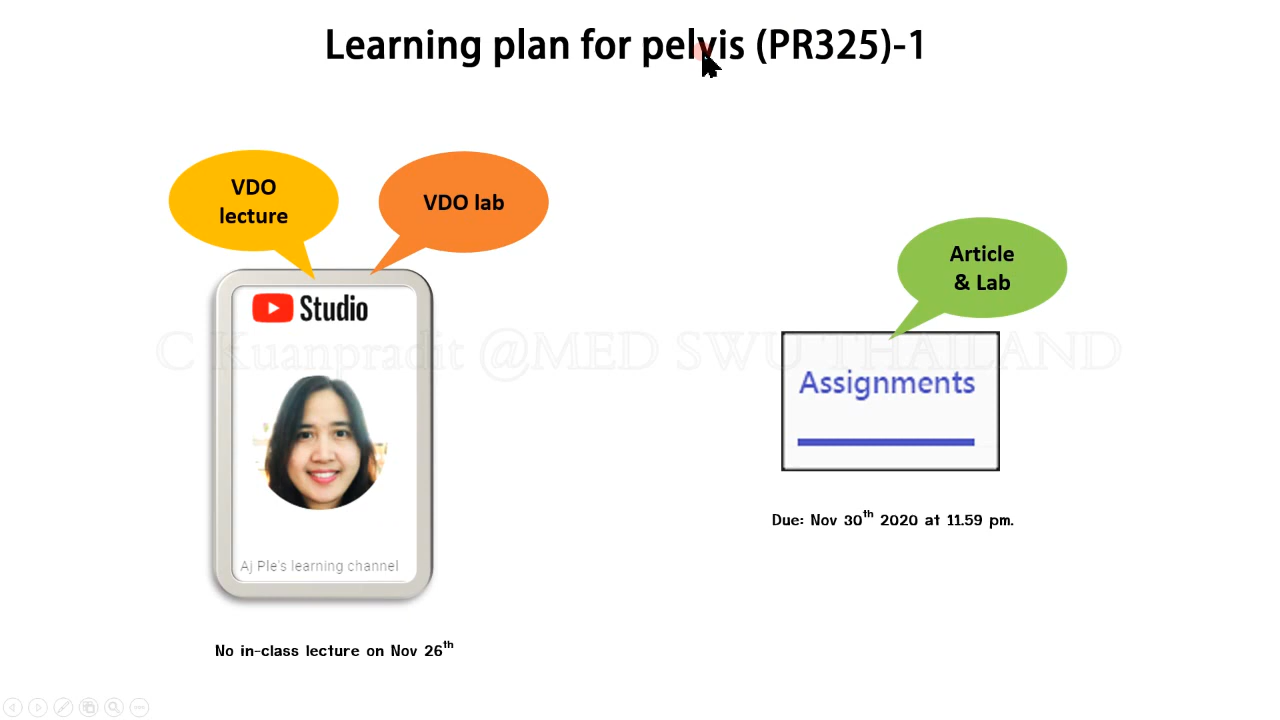 Learning plan for pelvis (PR325)-1
VDO
lecture
VDO lab
Article
& Lab
Studio
C Kuanpradit @MED SWU THAILAND
Assignments
Due: Nov 30th 2020 at 11.59 pm.
Aj Ple's learning channel
No in-class lecture on Nov 26th